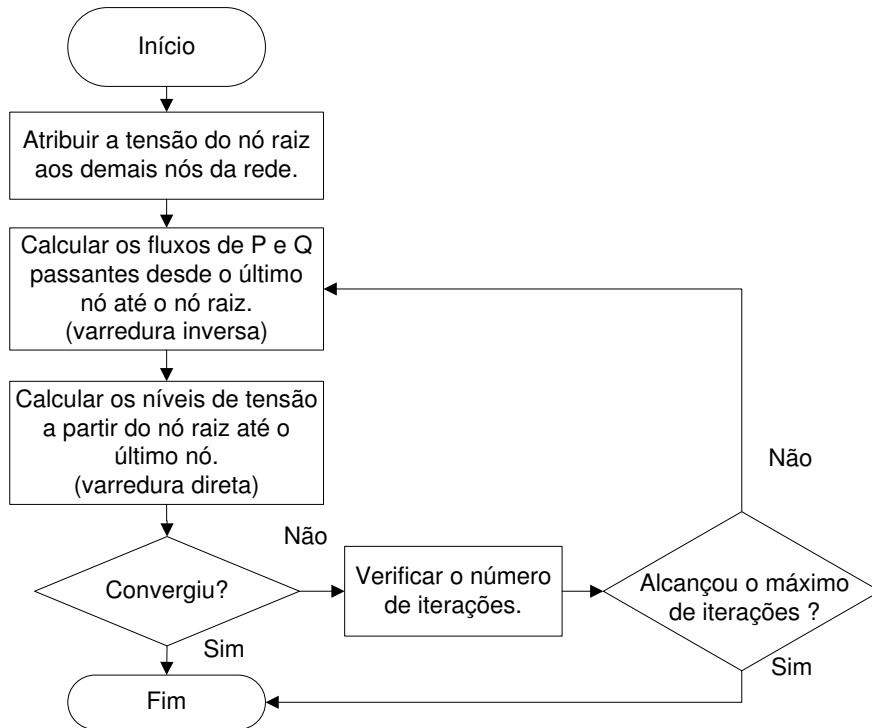 Início
Atribuir a tensão do nó raiz
aos demais nós da rede.
Calcular os fluxos de P e Q
passantes desde o último
nó até o nó raiz.
(varredura inversa)
Calcular os níveis de tensão
a partir do nó raiz até o
último nó.
(varredura direta)
Convergiu?
Não
Sim
Verificar o número
de iterações.
Alcançou o máximo
de iterações ?
Não
Sim
Fim